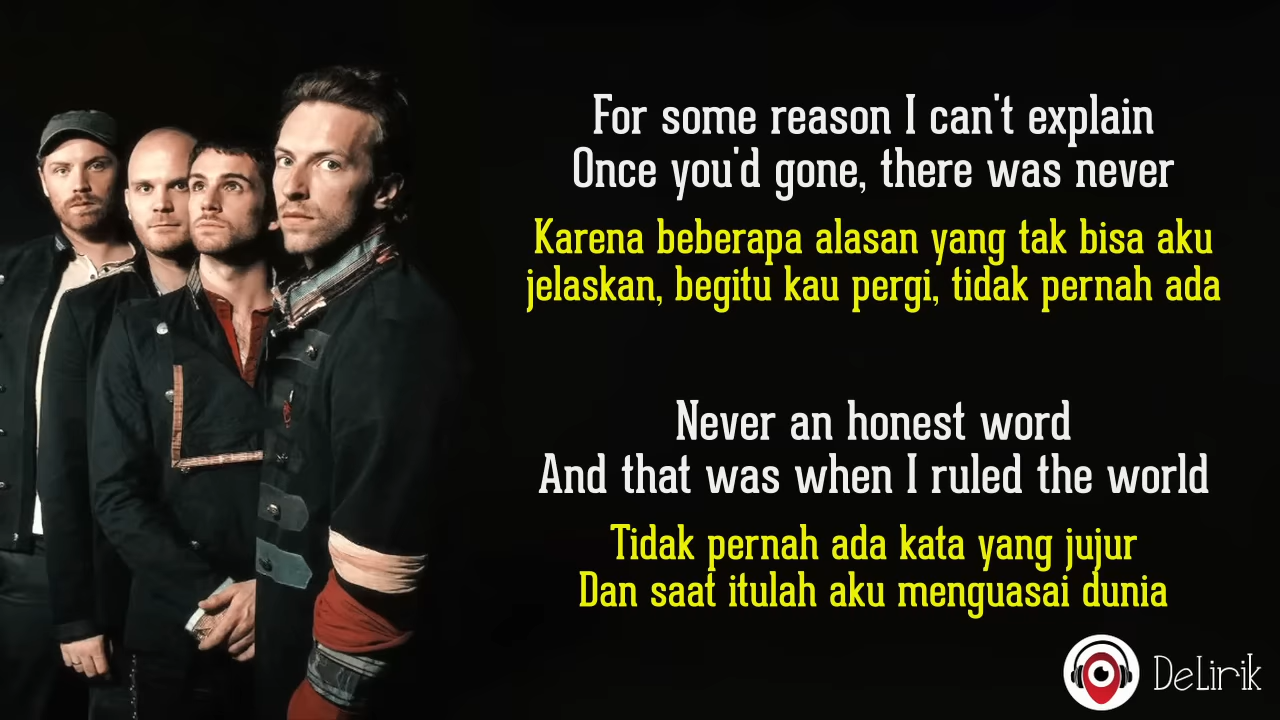 For some reason I can't explain
Once you'd gone, there was never
Karena beberapa alasan yang tak bisa aku
jelaskan, begitu kau pergi, tidak pernah ada
Never an honest word
And that was when I ruled the world
Tidak pernah ada kata yang jujur
Dan saat itulah aku menguasai dunia
DeLirik